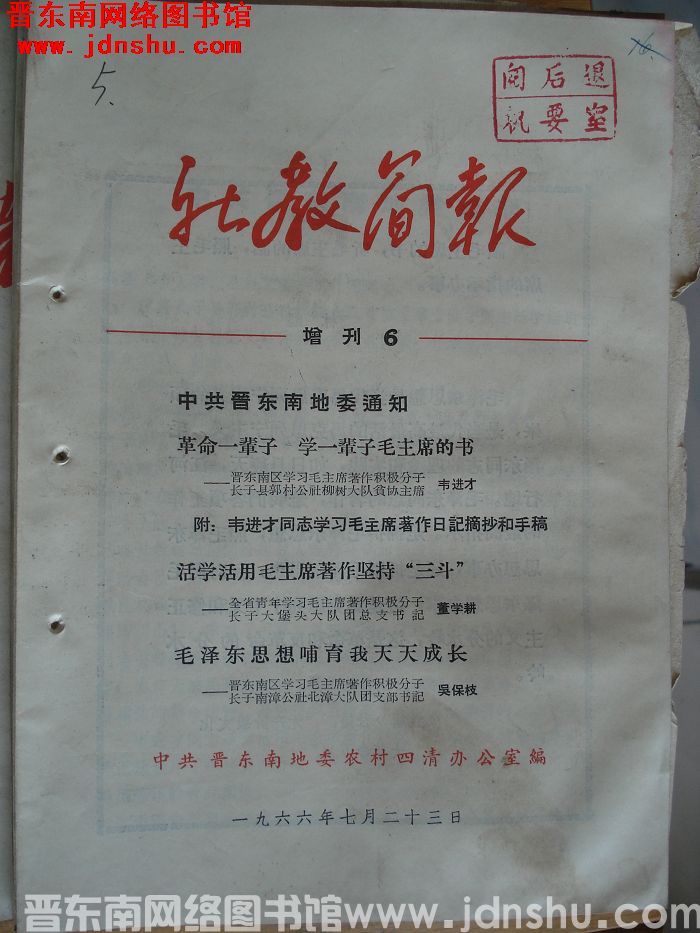 晋东南网络图书馆
www.jdnshu.com
5.
阅后退
机要室
社教简報
增刊 6
中共晋东南地委通知
革命一輩子 学一輩子毛主席的书
——晋东南区学习毛主席著作积极分子
长子县郭村公社柳树大队貧协主席 韦进才
附：韦进才同志学习毛主席著作日記摘抄和手稿
活学活用毛主席著作坚持“三斗”
——全省青年学习毛主席著作积极分子
长子大堡头大队团总支书記 董学耕
毛泽东思想哺育我天天成长
——晋东南区学习毛主席著作积极分子
长子南漳公社北漳大队团支部书記 吳保枝
中共晋东南地委农村四清办公室編
一九六六年七月二十三日
晋东南网络图书馆www.jdnshu.com